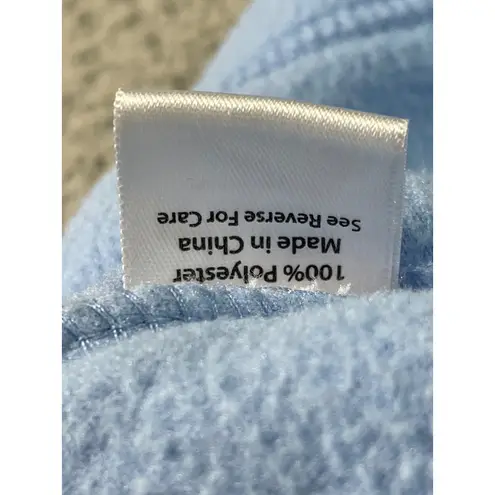 100% Polyester
Made in China
See Reverse For Care